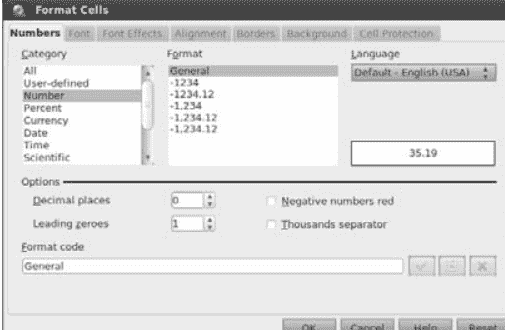 Format Cells
Numbers Font Font Effects Alignment Borders Background Cell Protection
Category Format Language
All General Default - English (USA)
User-defined -1234
Number -1234.12
Percent -1,234
Currency -1,234.12
Date -1,234.12
Time
Scientific 35.19
Options
Decimal places 0 Negative numbers red
Leading zeroes 1 Thousands separator
Format code
General
OK Cancel Help Reset